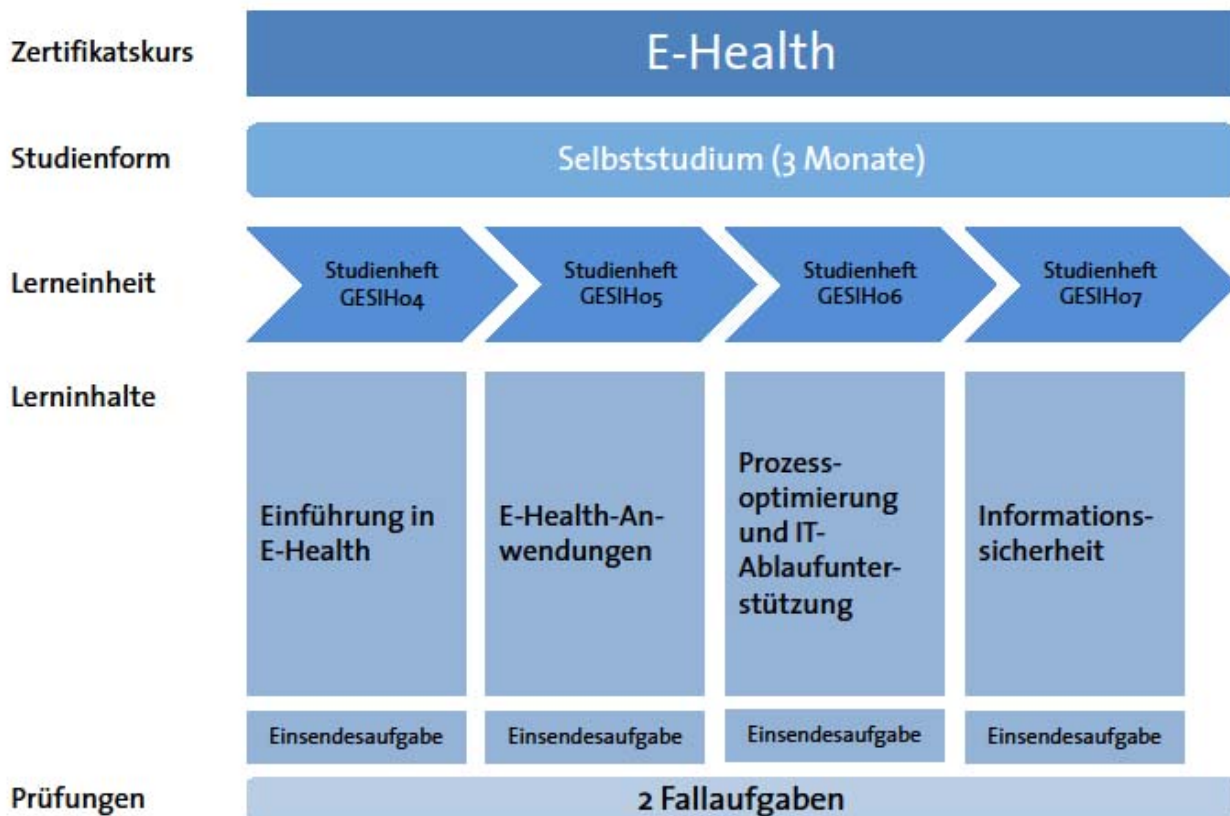 Zertifikatskurs
E-Health
Studienform
Selbststudium (3 Monate)
Lerneinheit
Studienheft
GESIH04
Studienheft
GESIH05
Studienheft
GESIH06
Studienheft
GESIH07
Lerninhalte
Einführung in
E-Health
E-Health-An-
wendungen
Prozess-
optimierung
und IT-
Ablaufunter-
stützung
Informations-
sicherheit
Einsendesaufgabe
Einsendesaufgabe
Einsendesaufgabe
Einsendesaufgabe
Prüfungen
2 Fallaufgaben